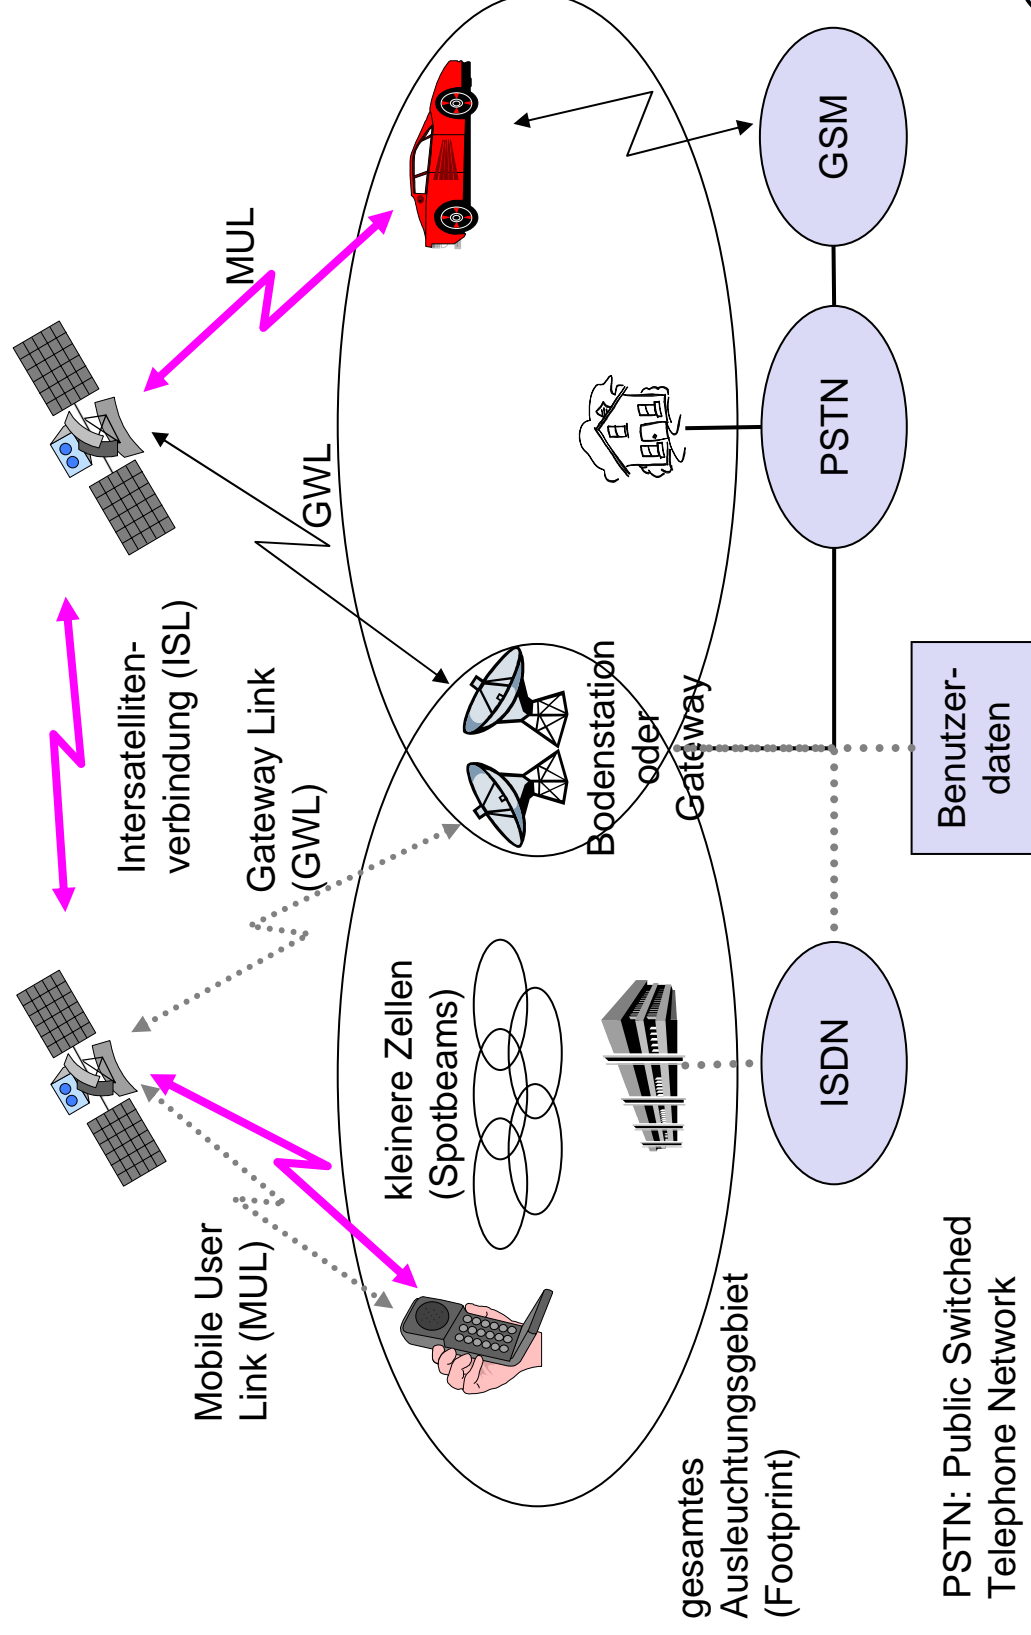 Intersatelliten-
verbindung (ISL)
Mobile User
Link (MUL)
Gateway Link
(GWL)
MUL
GWL
kleinere Zellen
(Spotbeams)
Bodenstation
oder
Gateway
gesamtes
Ausleuchtungsgebiet
(Footprint)
ISDN
PSTN
GSM
Benutzer-
daten
PSTN: Public Switched
Telephone Network